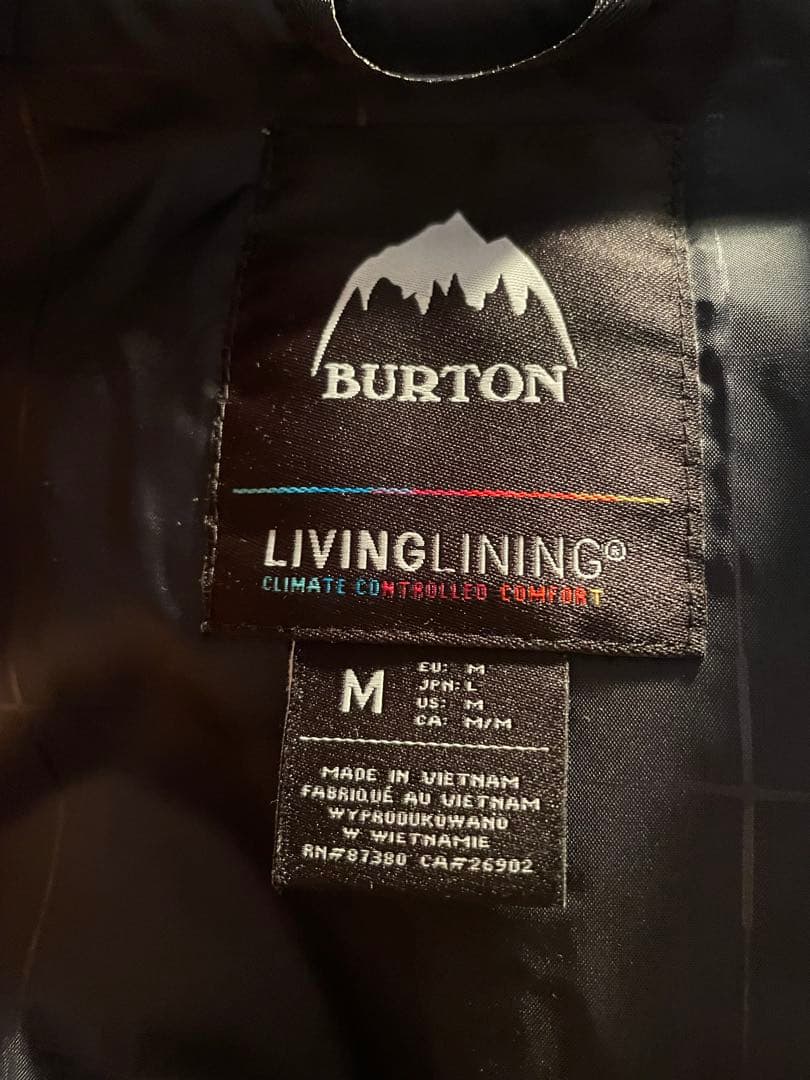 BURTON
LIVINGLINING®
CLIMATE CONTROLLED COMFORT
M
EU: M
JPN: L
US: M
CA: M/M
MADE IN VIETNAM
FABRIQUÉ AU VIETNAM
WYPRODUKOWANO
W WIETNAMIE
RN#87380 CA#26902